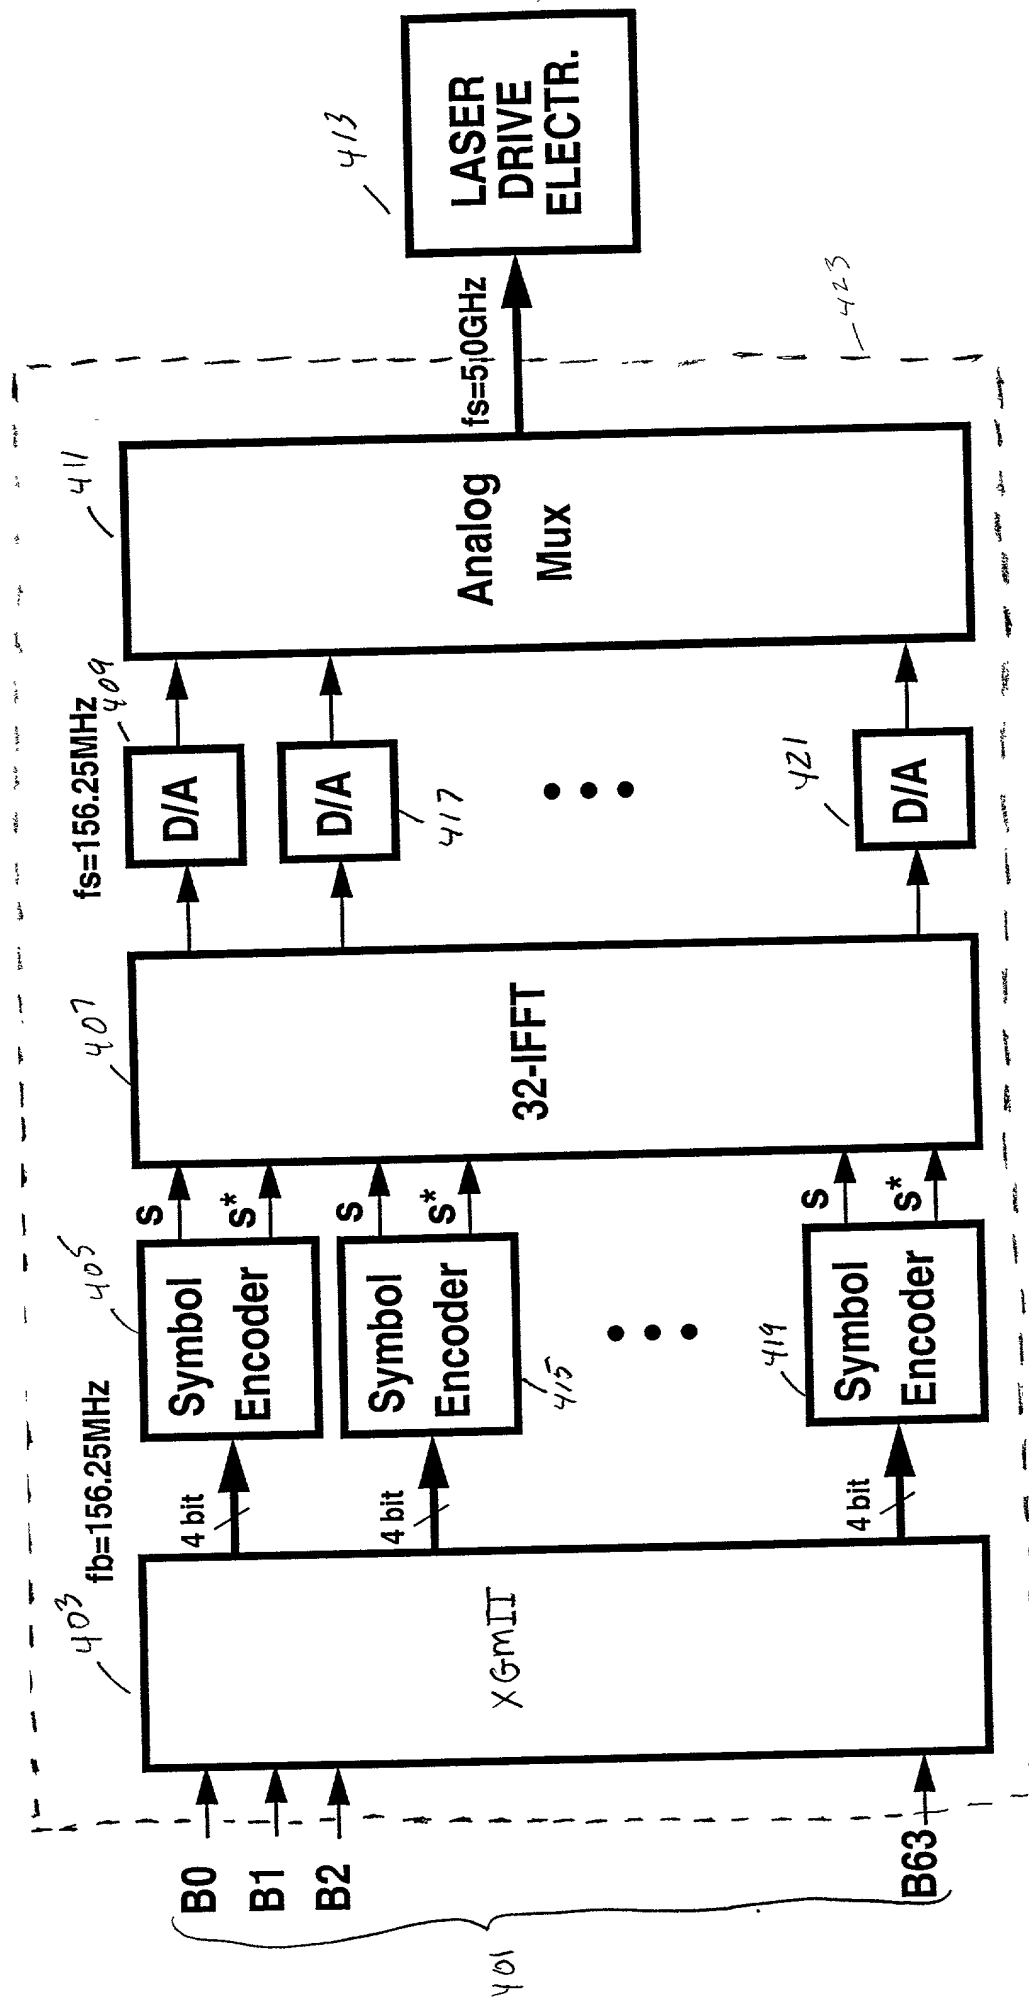 B0
B1
B2
B63
401
403
XGMII
fb=156.25MHz
4 bit
4 bit
4 bit
405
Symbol
Encoder
Symbol
Encoder
415
419
Symbol
Encoder
s
s*
s
s*
s
s*
407
32-IFFT
fs=156.25MHz
409
D/A
D/A
417
421
D/A
411
Analog
Mux
fs=5.0GHz
423
413
LASER
DRIVE
ELECTR.